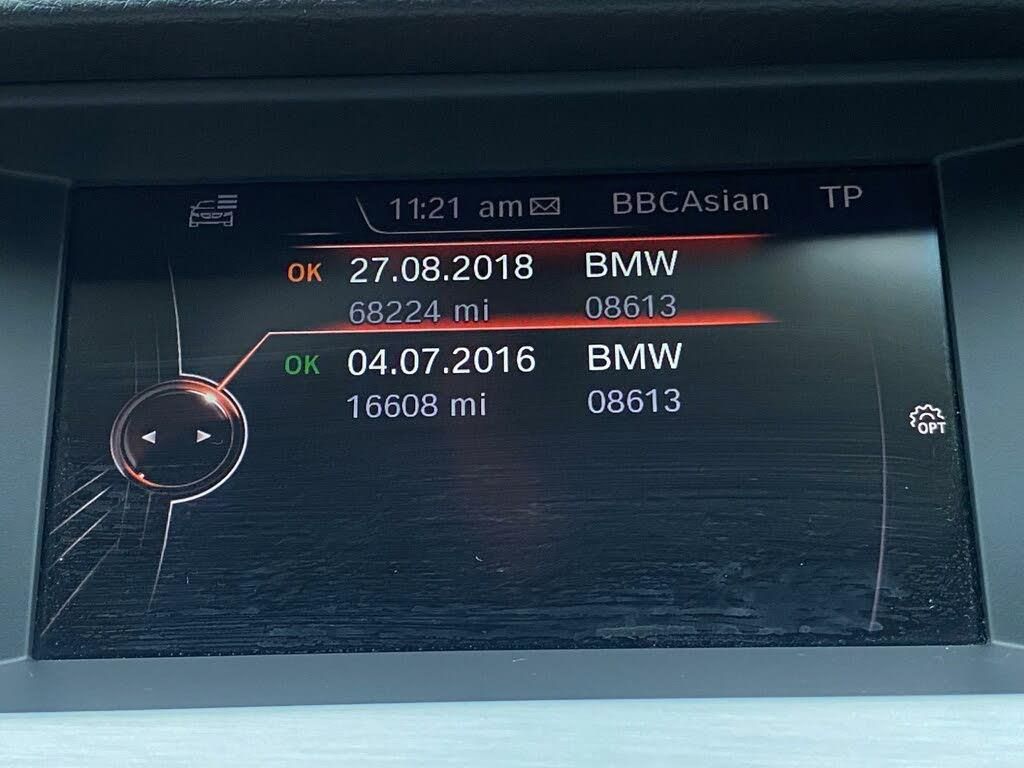 11:21 am BBCAsian TP
OK 27.08.2018 BMW
68224 mi 08613
OK 04.07.2016 BMW
16608 mi 08613
OPT